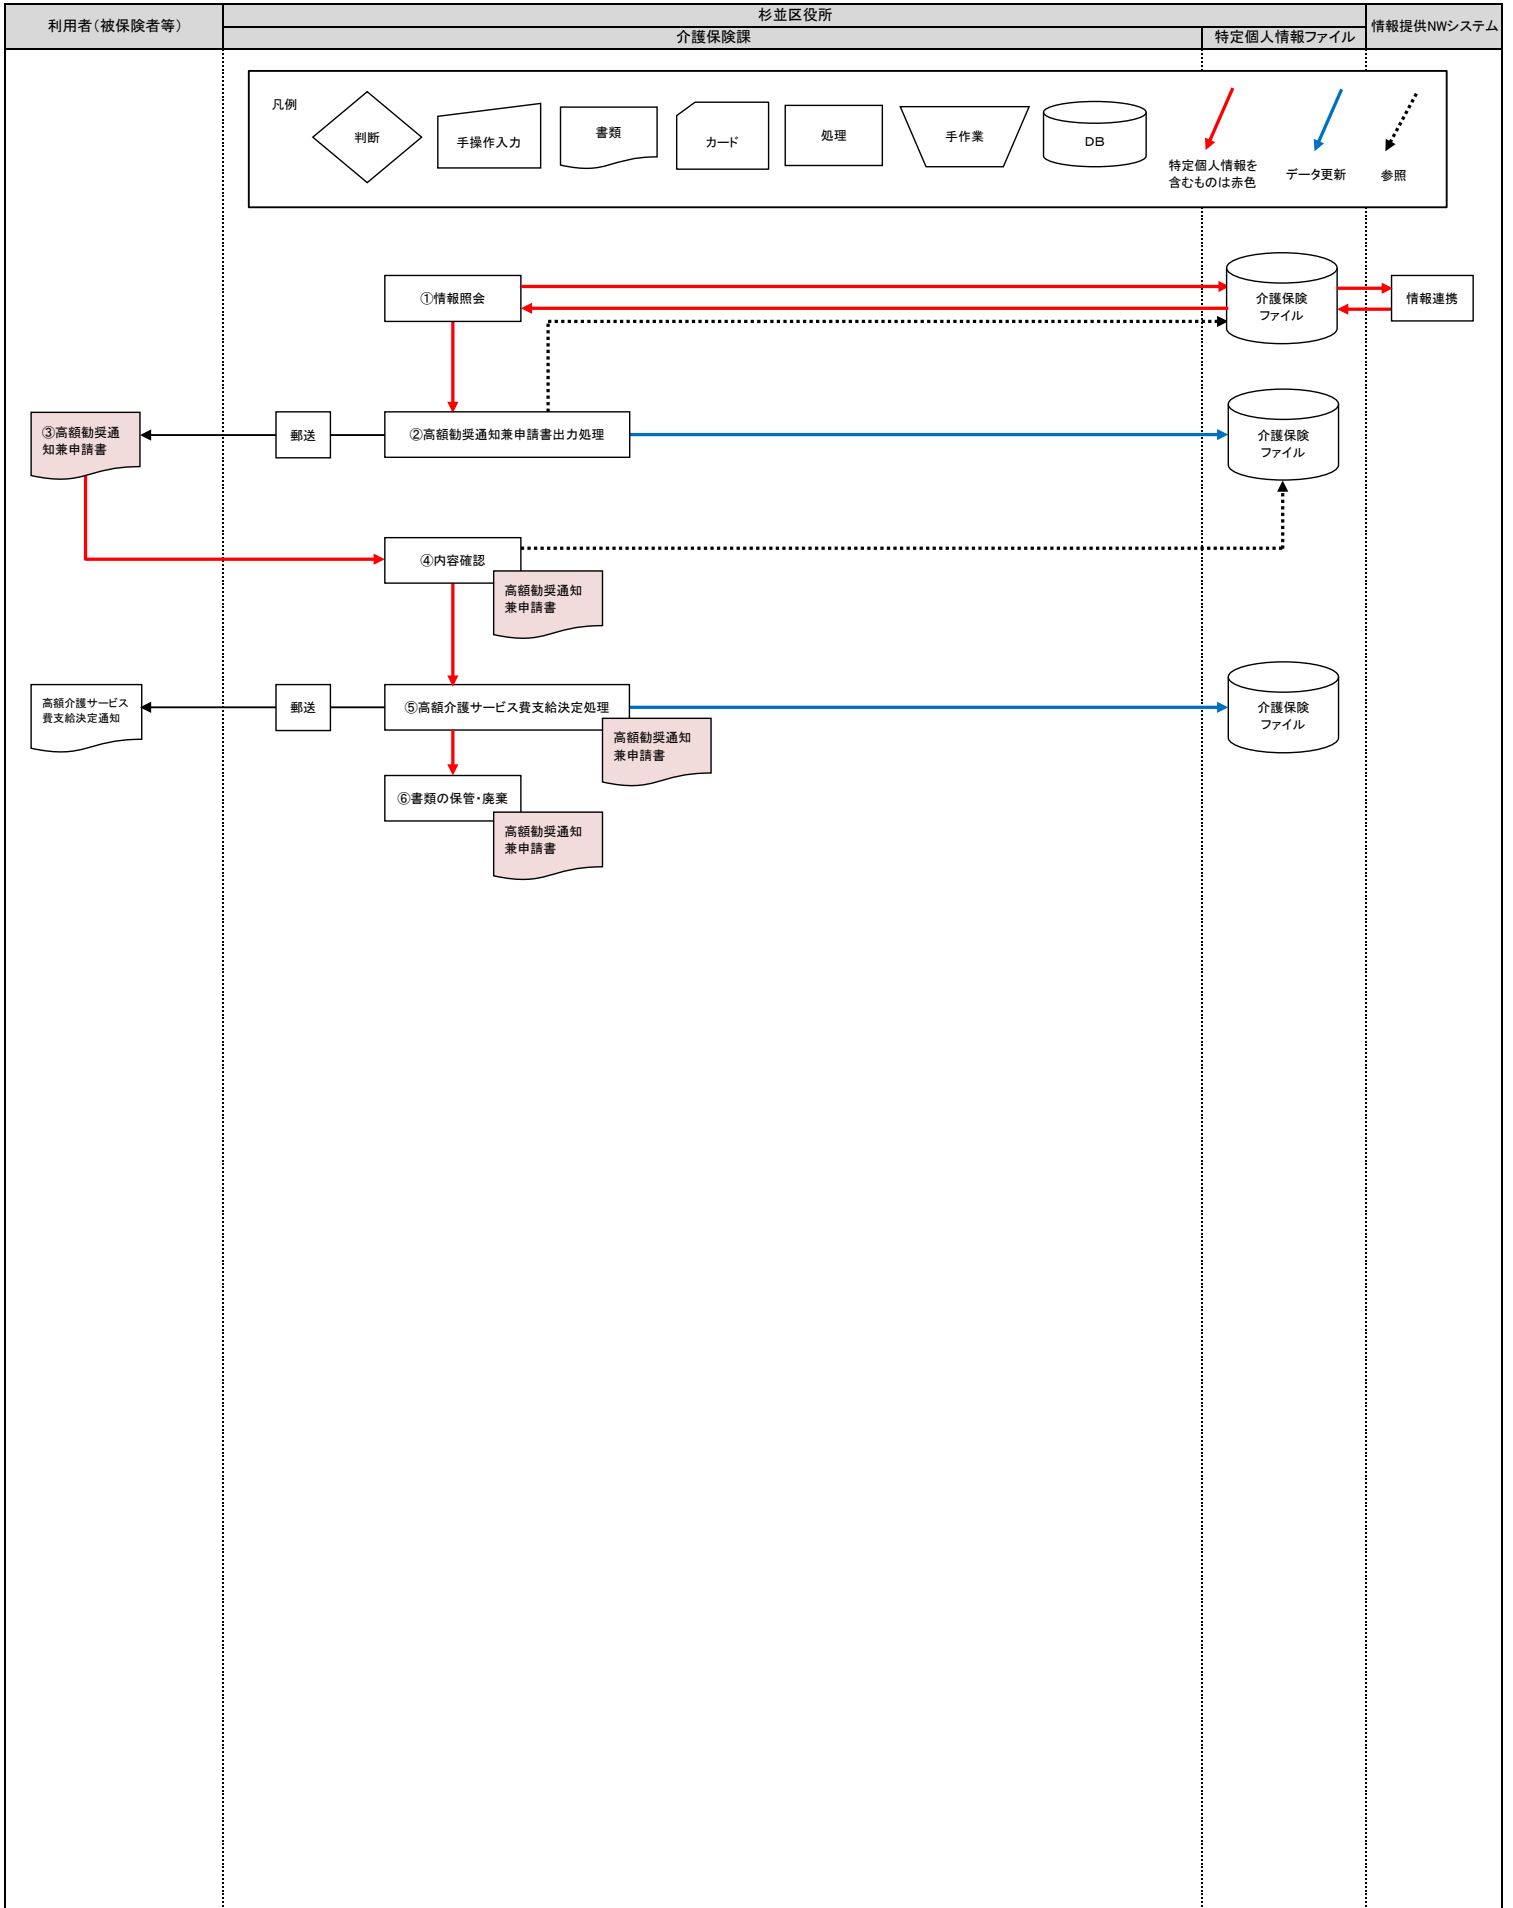 利用者（被保険者等）
杉並区役所
介護保険課
特定個人情報ファイル
情報提供NWシステム
凡例
判断
手操作入力
書類
カード
処理
手作業
ＤＢ
特定個人情報を
含むものは赤色
データ更新
参照
①情報照会
介護保険
ファイル
情報連携
③高額勧奨通
知兼申請書
郵送
②高額勧奨通知兼申請書出力処理
介護保険
ファイル
④内容確認
高額勧奨通知
兼申請書
高額介護サービス
費支給決定通知
郵送
⑤高額介護サービス費支給決定処理
高額勧奨通知
兼申請書
介護保険
ファイル
⑥書類の保管・廃棄
高額勧奨通知
兼申請書